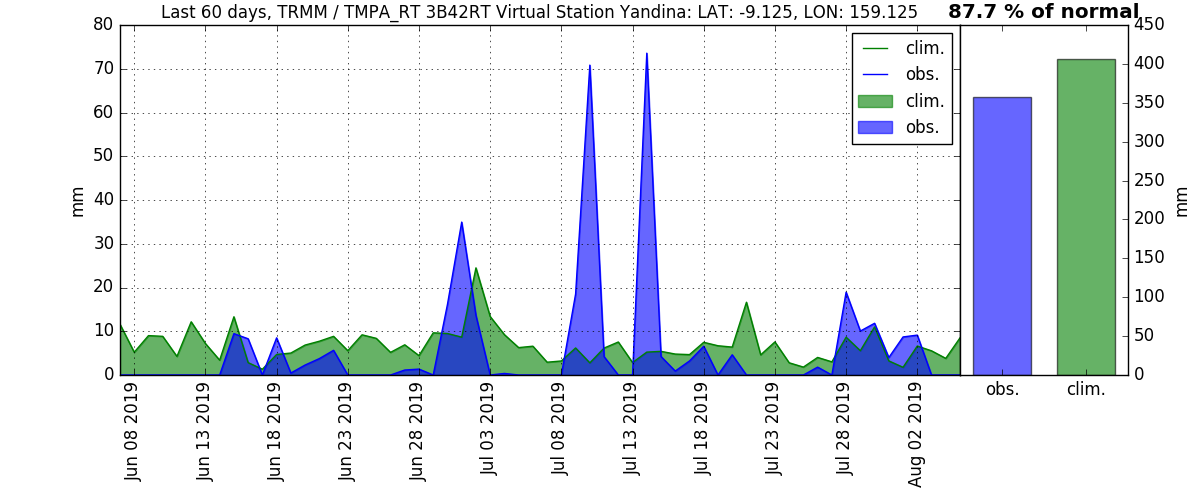 Last 60 days, TRMM / TMPA_RT 3B42RT Virtual Station Yandina: LAT: -9.125, LON: 159.125
87.7 % of normal
80
70
60
50
40
30
20
10
0
mm
clim.
obs.
clim.
obs.
Jun 08 2019
Jun 13 2019
Jun 18 2019
Jun 23 2019
Jun 28 2019
Jul 03 2019
Jul 08 2019
Jul 13 2019
Jul 18 2019
Jul 23 2019
Jul 28 2019
Aug 02 2019
450
400
350
300
250
200
150
100
50
0
mm
obs.
clim.